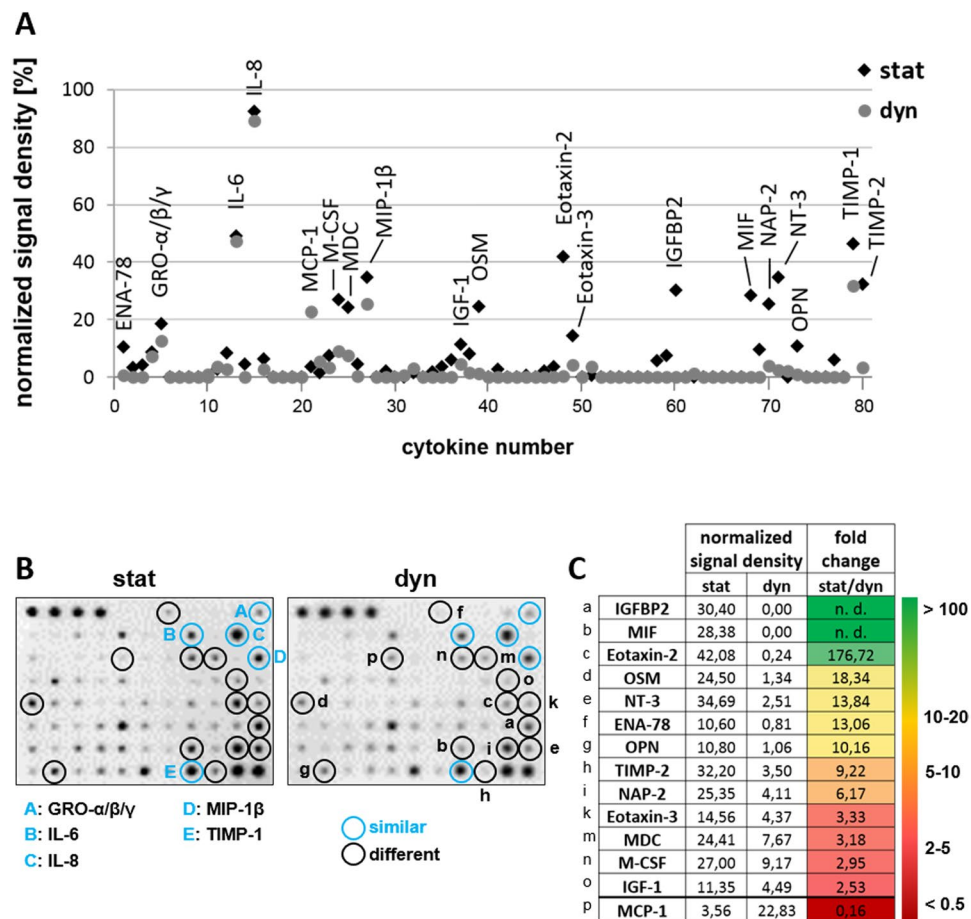 A
normalized signal density [%]
100
80
60
40
20
0
0
10
20
30
40
50
60
70
80
cytokine number
stat
dyn
ENA-78
GRO-α/β/γ
IL-6
IL-8
MCP-1
M-CSF
MDC
MIP-1β
IGF-1
OSM
Eotaxin-2
Eotaxin-3
IGFBP2
MIF
NAP-2
NT-3
OPN
TIMP-1
TIMP-2
B
stat
dyn
A
B
C
D
E
f
p
n
m
o
d
c
k
a
b
i
e
g
h
A: GRO-α/β/γ
B: IL-6
C: IL-8
D: MIP-1β
E: TIMP-1
similar
different
C
normalized signal density
fold change
stat
dyn
stat/dyn
a IGFBP2 30,40 0,00 n. d.
b MIF 28,38 0,00 n. d.
c Eotaxin-2 42,08 0,24 176,72
d OSM 24,50 1,34 18,34
e NT-3 34,69 2,51 13,84
f ENA-78 10,60 0,81 13,06
g OPN 10,80 1,06 10,16
h TIMP-2 32,20 3,50 9,22
i NAP-2 25,35 4,11 6,17
k Eotaxin-3 14,56 4,37 3,33
m MDC 24,41 7,67 3,18
n M-CSF 27,00 9,17 2,95
o IGF-1 11,35 4,49 2,53
p MCP-1 3,56 22,83 0,16
> 100
10-20
5-10
2-5
< 0.5